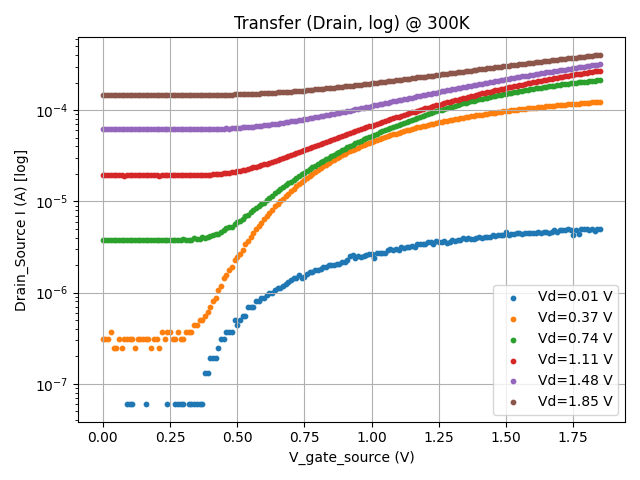 Transfer (Drain, log) @ 300K
Drain_Source I (A) [log]
10⁻⁴
10⁻⁵
10⁻⁶
10⁻⁷
Vd=0.01 V
Vd=0.37 V
Vd=0.74 V
Vd=1.11 V
Vd=1.48 V
Vd=1.85 V
0.00 0.25 0.50 0.75 1.00 1.25 1.50 1.75
V_gate_source (V)